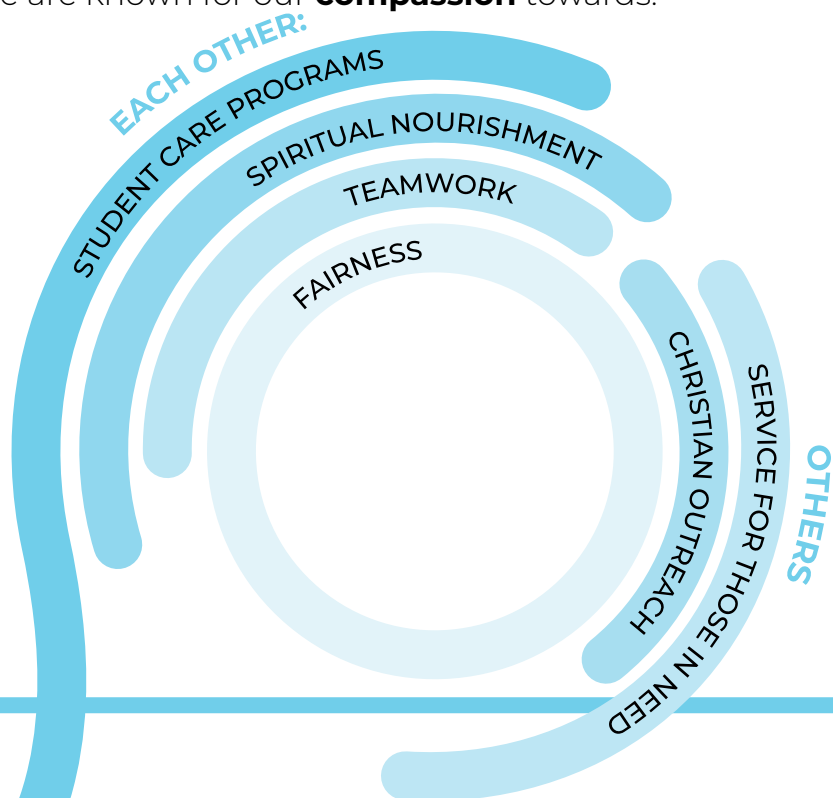 e are known for our compassion towards:
EACH OTHER:
STUDENT CARE PROGRAMS
SPIRITUAL NOURISHMENT
TEAMWORK
FAIRNESS
CHRISTIAN OUTREACH
SERVICE FOR THOSE IN NEED
OTHERS